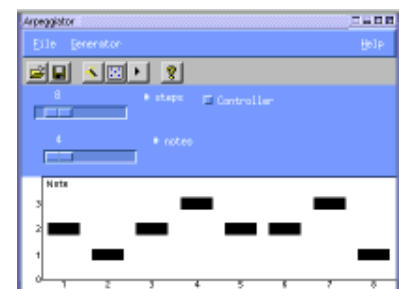 Arpeggiator
File Generator Help
8 # steps Controller
4 # notes
Note
3
2
1
0
1 2 3 4 5 6 7 8